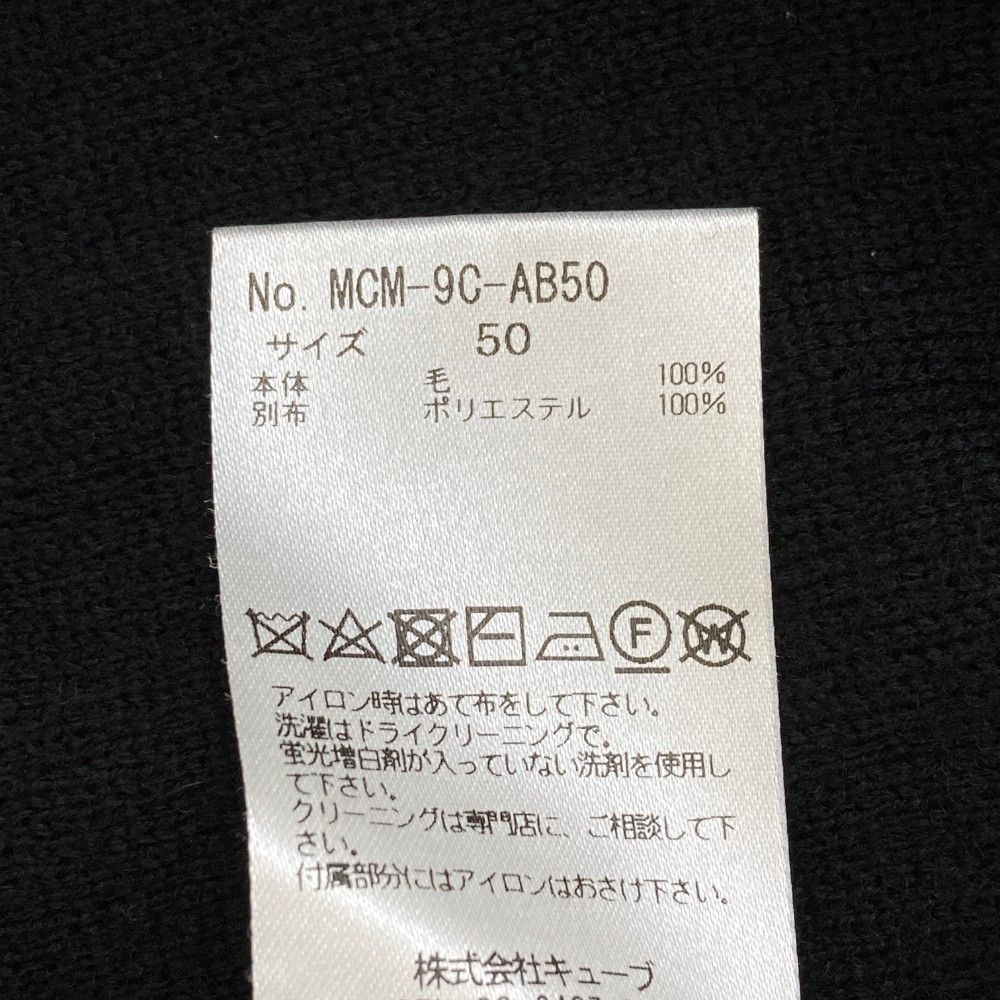 No. MCM-9C-AB50
サイズ 50
本体 毛 100%
別布 ポリエステル 100%
F
W
アイロン時はあて布をして下さい。
洗濯はドライクリーニングで。
蛍光増白剤が入っていない洗剤を使用し
て下さい。
クリーニングは専門店に、ご相談して下
さい。
付属部分にはアイロンはおさけ下さい。
株式会社キューブ